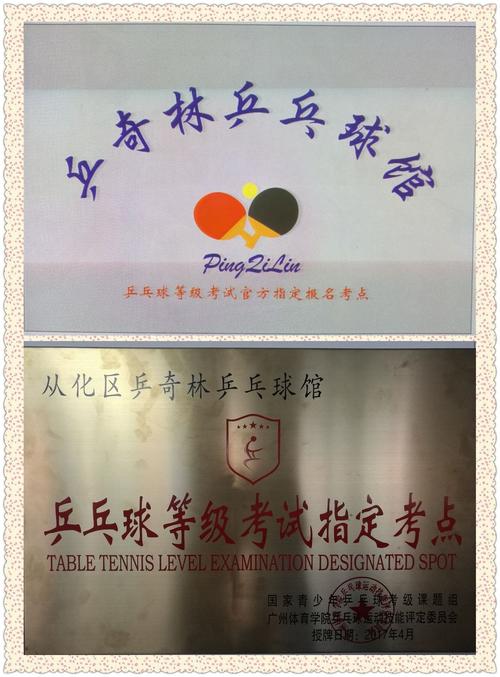 乒奇林乒乓球馆
PingQiLin
乒乓球等级考试官方指定报名考点
从化区乒奇林乒乓球馆
乒乓球等级考试指定考点
TABLE TENNIS LEVEL EXAMINATION DESIGNATED SPOT
国家青少年乒乓球考级课题组
广州体育学院乒乓球运动技能评定委员会
授牌日期：2017年4月